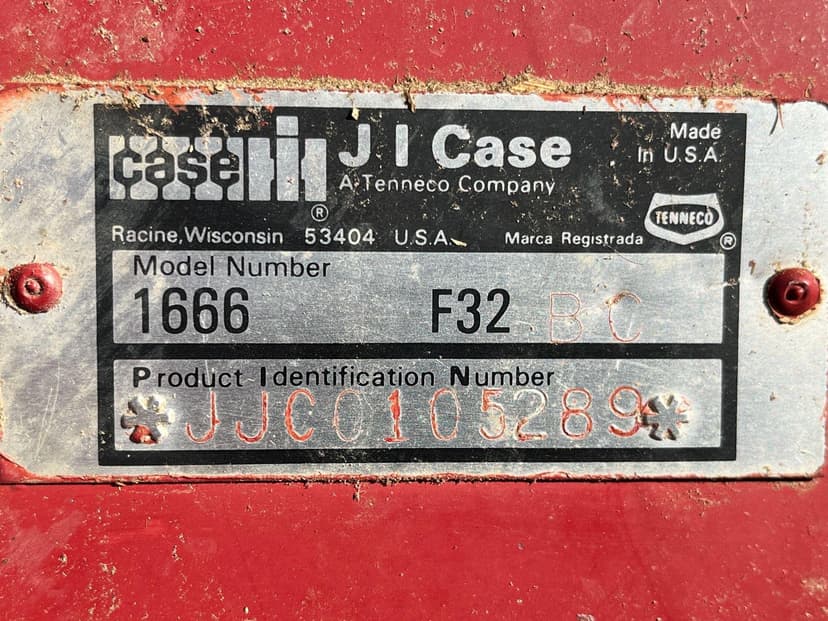 case IH ®
J I Case
A Tenneco Company
Made
In U.S.A.
TENNECO ®
Racine, Wisconsin 53404 U.S.A. Marca Registrada
Model Number
1666 F32 BC
Product Identification Number
JJC0105289